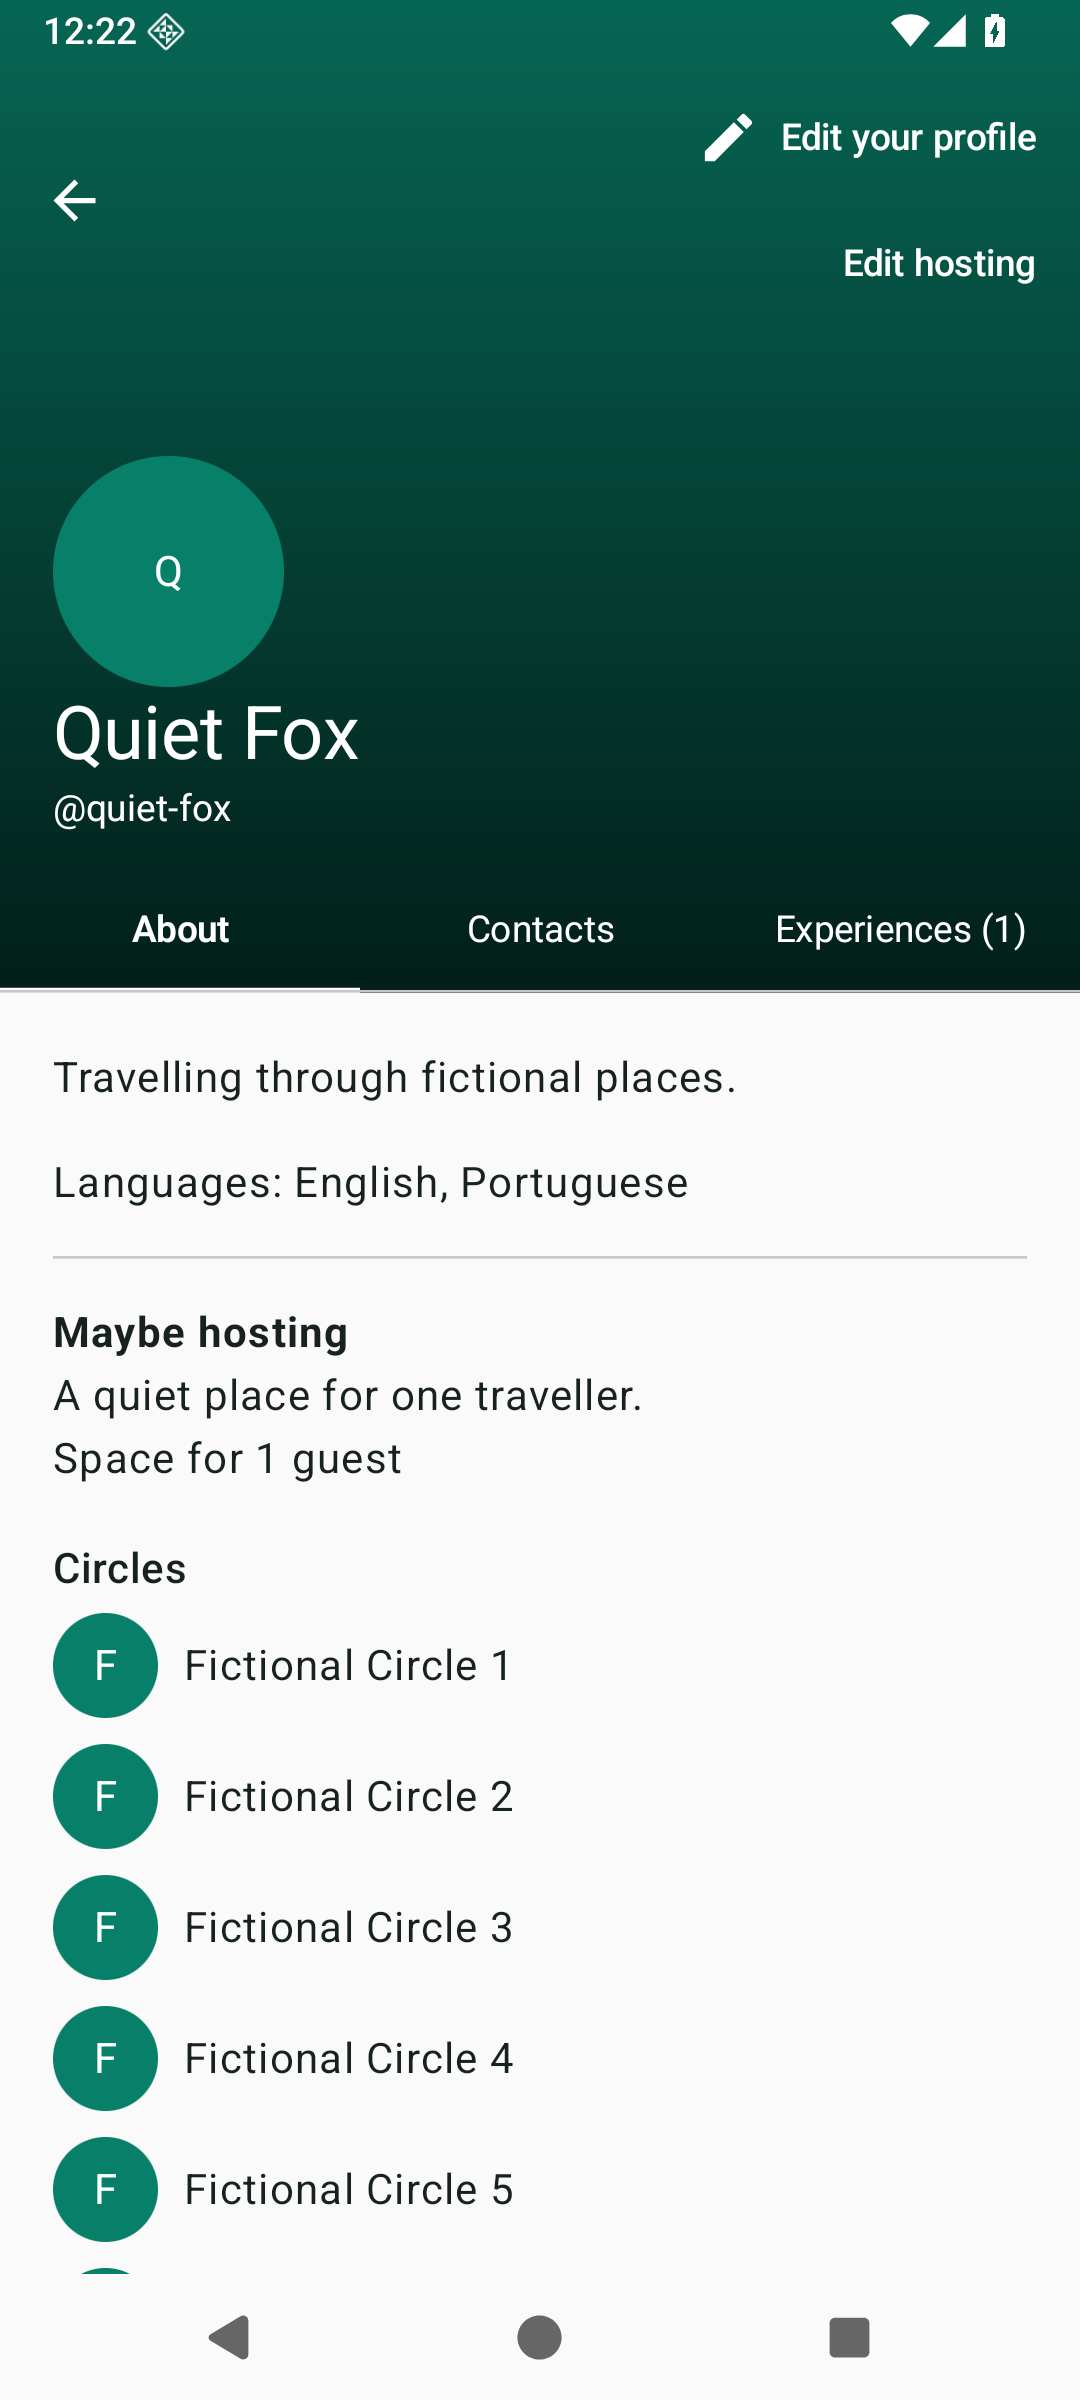 12:22
Edit your profile
Edit hosting
Q
Quiet Fox
@quiet-fox
About
Contacts
Experiences (1)
Travelling through fictional places.
Languages: English, Portuguese
Maybe hosting
A quiet place for one traveller.
Space for 1 guest
Circles
F
Fictional Circle 1
F
Fictional Circle 2
F
Fictional Circle 3
F
Fictional Circle 4
F
Fictional Circle 5